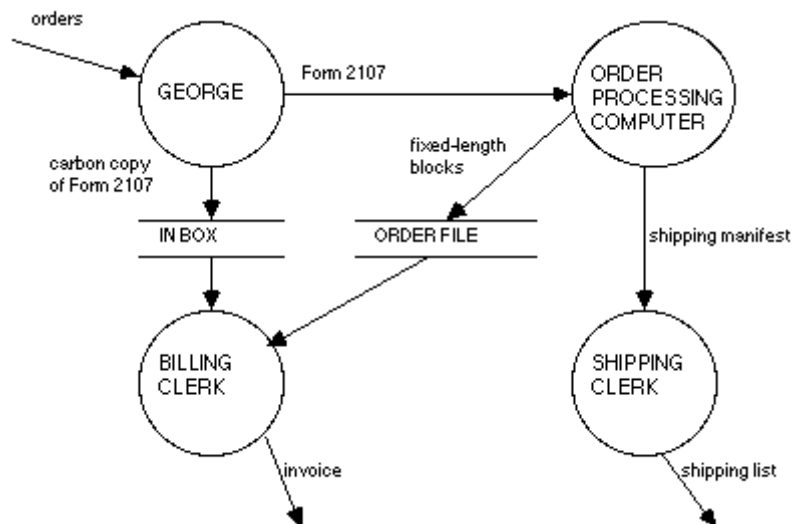 orders
GEORGE
Form 2107
ORDER
PROCESSING
COMPUTER
carbon copy
of Form 2107
fixed-length
blocks
IN BOX
ORDER FILE
shipping manifest
BILLING
CLERK
SHIPPING
CLERK
invoice
shipping list